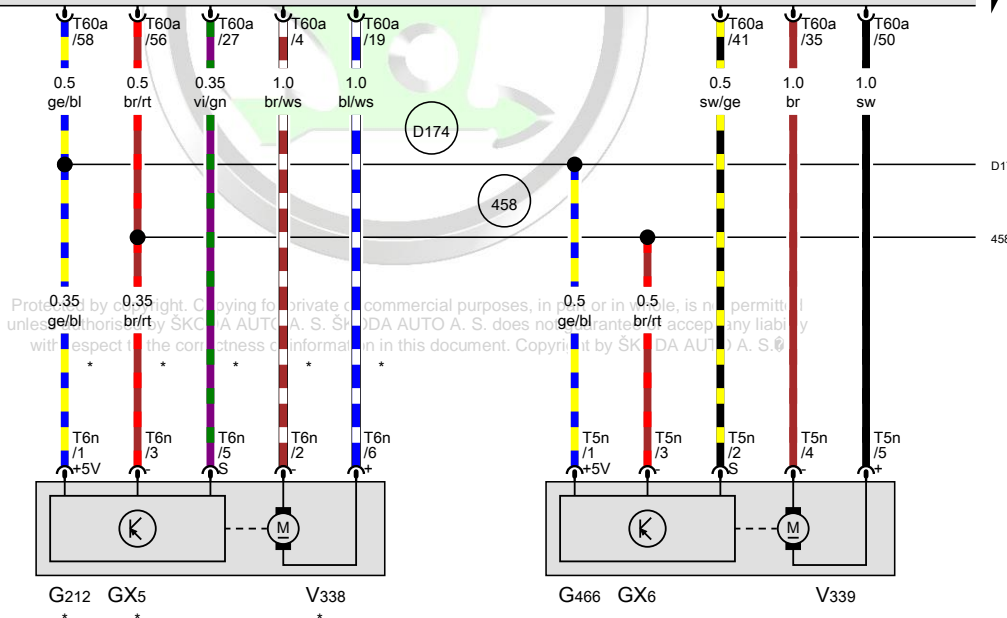 T60a T60a T60a T60a T60a T60a T60a T60a
/58 /56 /27 /4 /19 /41 /35 /50
0.5 0.5 0.35 1.0 1.0 0.5 1.0 1.0
ge/bl br/rt vi/gn br/ws bl/ws sw/ge br sw
D174
D1
458
458
0.35 0.35 0.5 0.5
ge/bl br/rt ge/bl br/rt
Protected by copyright. Copying for private or commercial purposes, in part or in whole, is not permitted
unless authorised by ŠKODA AUTO A. S. ŠKODA AUTO A. S. does not guarantee or accept any liability
with respect to the correctness of information in this document. Copyright by ŠKODA AUTO A. S.
* * * * *
T6n T6n T6n T6n T6n T5n T5n T5n T5n T5n
/1 /3 /5 /2 /6 /1 /3 /2 /4 /5
+5V - S - + +5V - S - +
M M
G212 GX5 V338 G466 GX6 V339
* * *